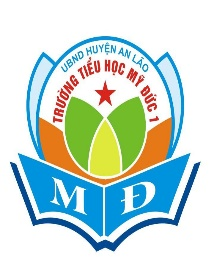 UBND HUYỆN AN LÃO
TRƯỜNG TIỂU HỌC MỸ ĐỨC 1
M Đ